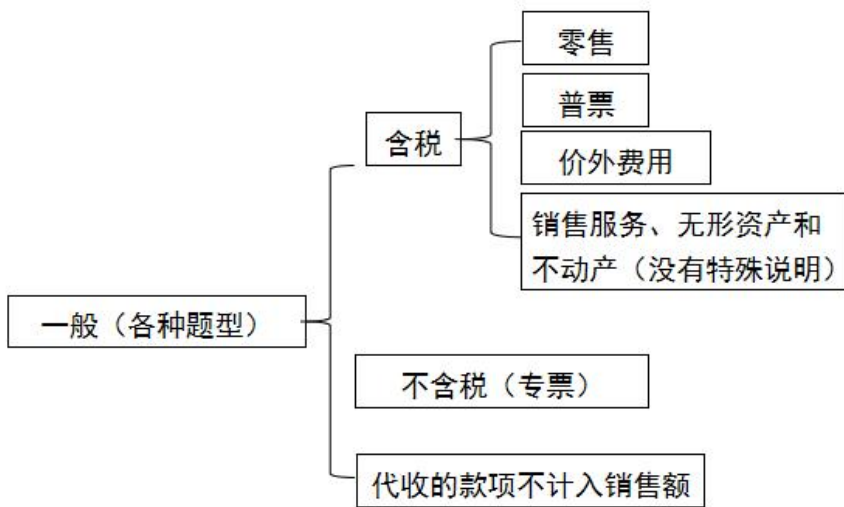 一般（各种题型）
含税
零售
普票
价外费用
销售服务、无形资产和
不动产（没有特殊说明）
不含税（专票）
代收的款项不计入销售额